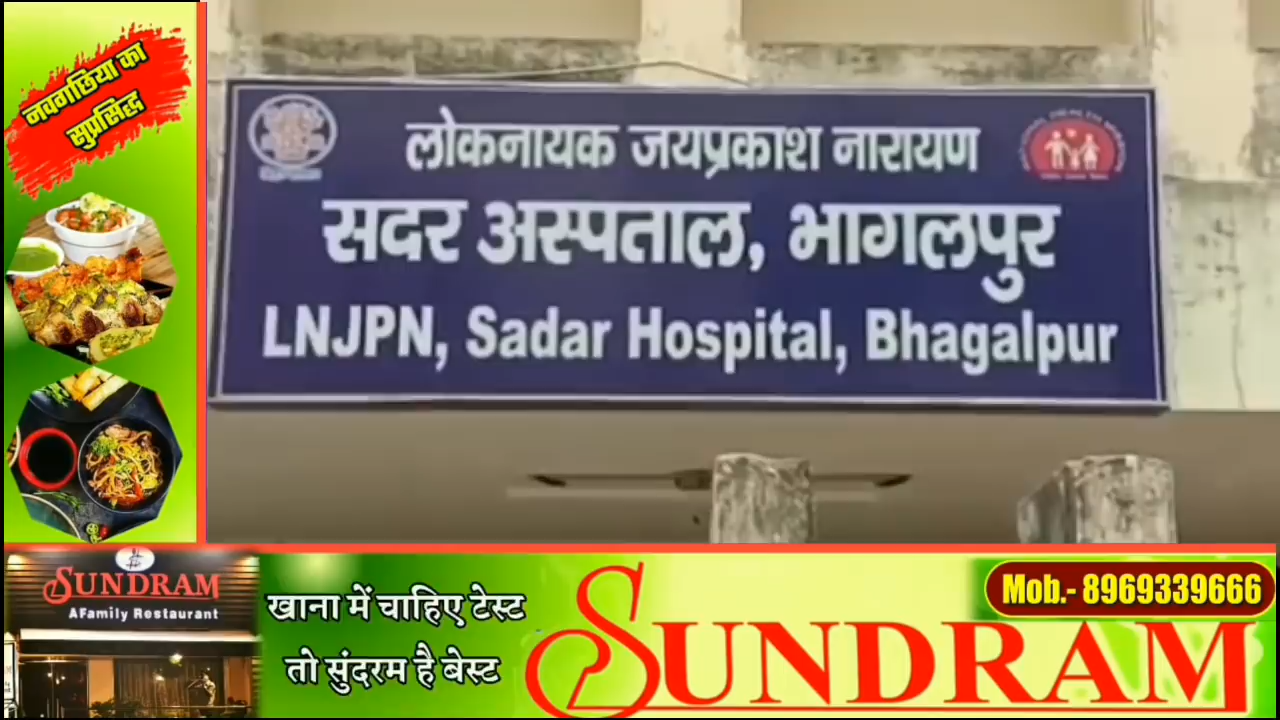 नवगछिया का
सुप्रसिद्ध
लोकनायक जयप्रकाश नारायण
सदर अस्पताल, भागलपुर
LNJPN, Sadar Hospital, Bhagalpur
SUNDRAM
A Family Restaurant
खाना में चाहिए टेस्ट
तो सुंदरम है बेस्ट
SUNDRAM
Mob.- 8969339666